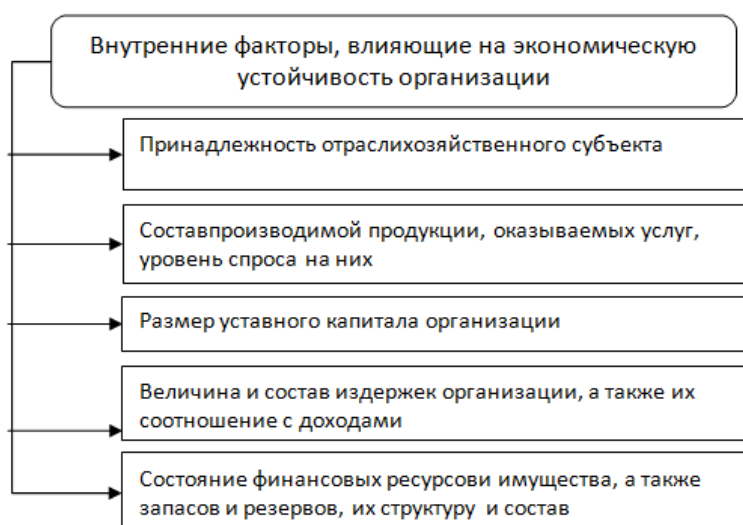 Внутренние факторы, влияющие на экономическую
устойчивость организации
Принадлежность отраслихозяйственного субъекта
Составпроизводимой продукции, оказываемых услуг,
уровень спроса на них
Размер уставного капитала организации
Величина и состав издержек организации, а также их
соотношение с доходами
Состояние финансовых ресурсови имущества, а также
запасов и резервов, их структуру и состав